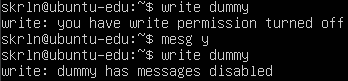 skrln@ubuntu-edu:~$ write dummy
write: you have write permission turned off
skrln@ubuntu-edu:~$ mesg y
skrln@ubuntu-edu:~$ write dummy
write: dummy has messages disabled